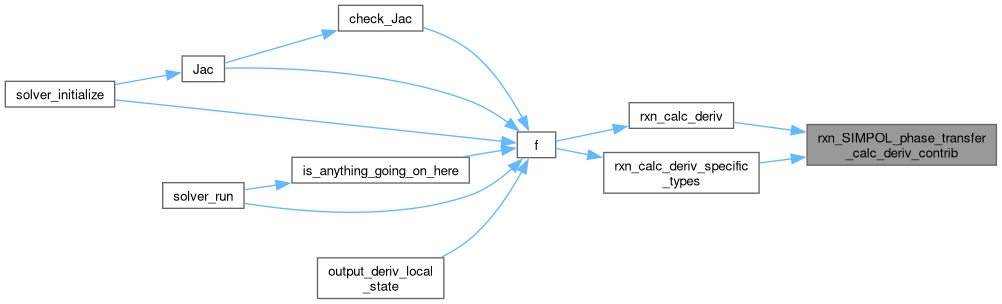 check_Jac
Jac
solver_initialize
rxn_calc_deriv
rxn_SIMPOL_phase_transfer
_calc_deriv_contrib
f
is_anything_going_on_here
rxn_calc_deriv_specific
_types
solver_run
output_deriv_local
_state